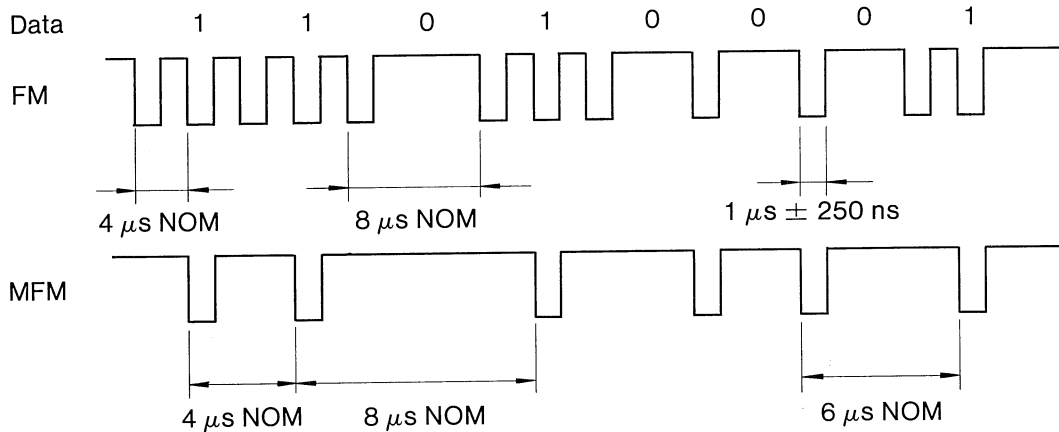 Data 1 1 0 1 0 0 0 1
FM
4 μs NOM 8 μs NOM 1 μs ± 250 ns
MFM
4 μs NOM 8 μs NOM 6 μs NOM